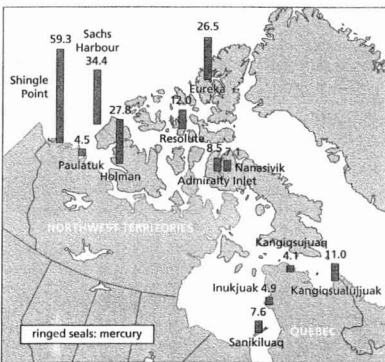 59.3
Sachs
Harbour
34.4
26.5
Shingle
Point
Eureka
27.8
12.0
Resolute
4.5
Paulatuk
Holman
8.5
7.1
Nanasivik
Admiralty Inlet
NORTHWEST TERRITORIES
Kangiqsujuaq
4.1
11.0
Inukjuak 4.9
Kangiqsualujjuak
7.6
Sanikiluaq
QUEBEC
ringed seals: mercury